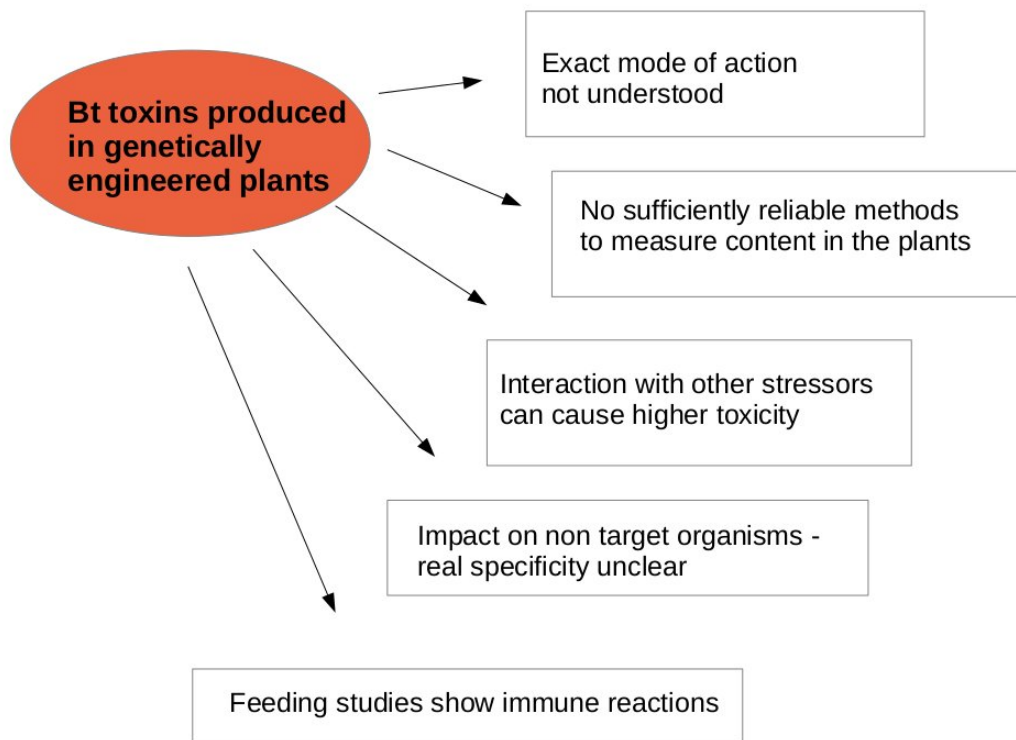 Bt toxins produced
in genetically
engineered plants
Exact mode of action
not understood
No sufficiently reliable methods
to measure content in the plants
Interaction with other stressors
can cause higher toxicity
Impact on non target organisms -
real specificity unclear
Feeding studies show immune reactions